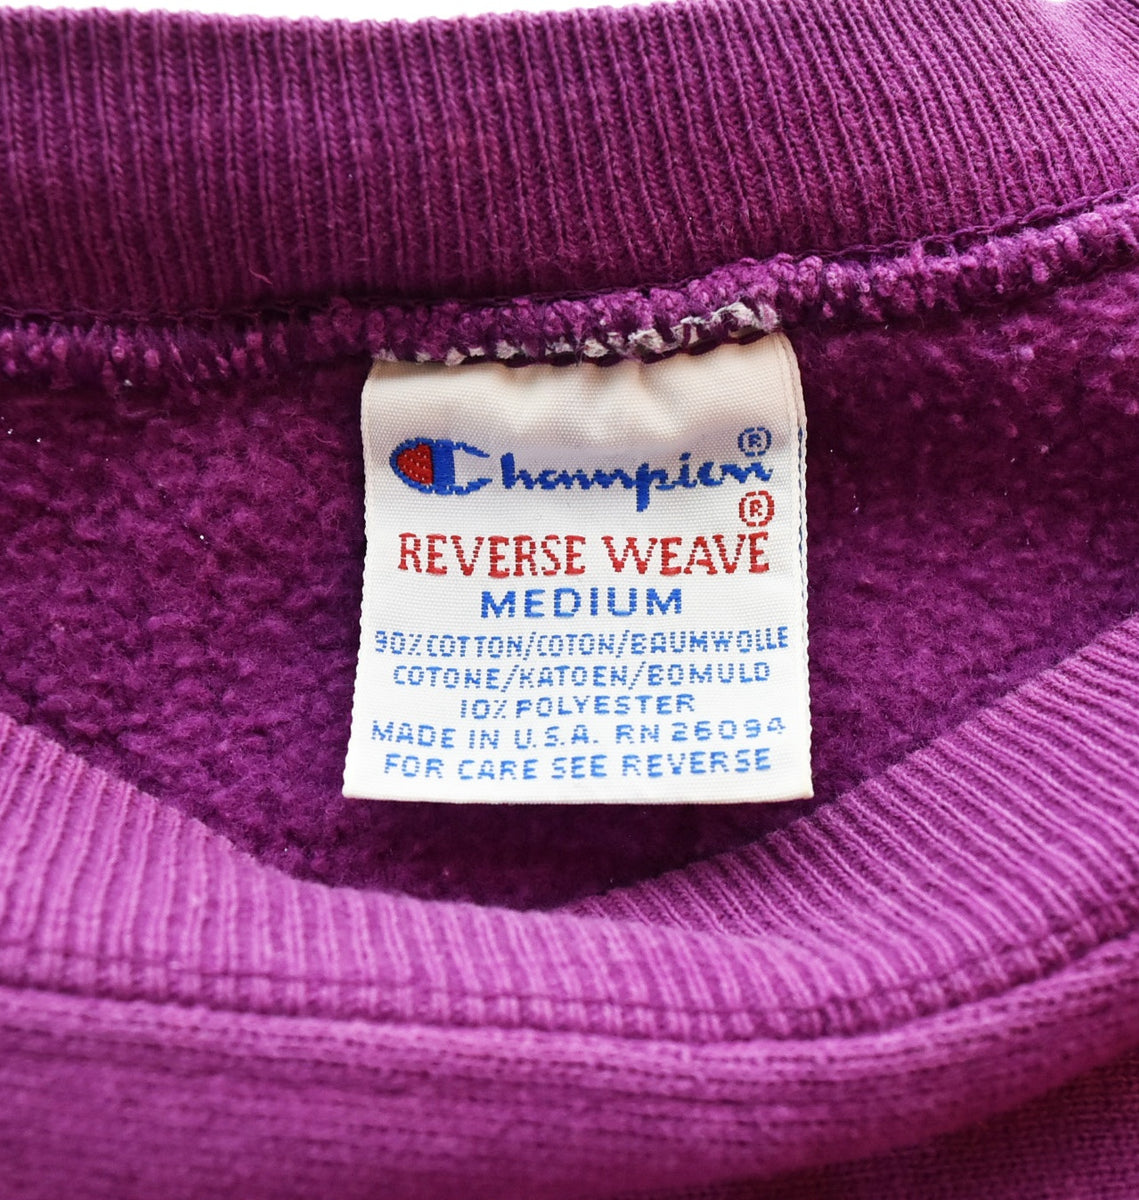 Champion®
REVERSE WEAVE®
MEDIUM
90% COTTON/COTON/BAUMWOLLE
COTONE/KATOEN/BOMULD
10% POLYESTER
MADE IN U.S.A. RN 26094
FOR CARE SEE REVERSE